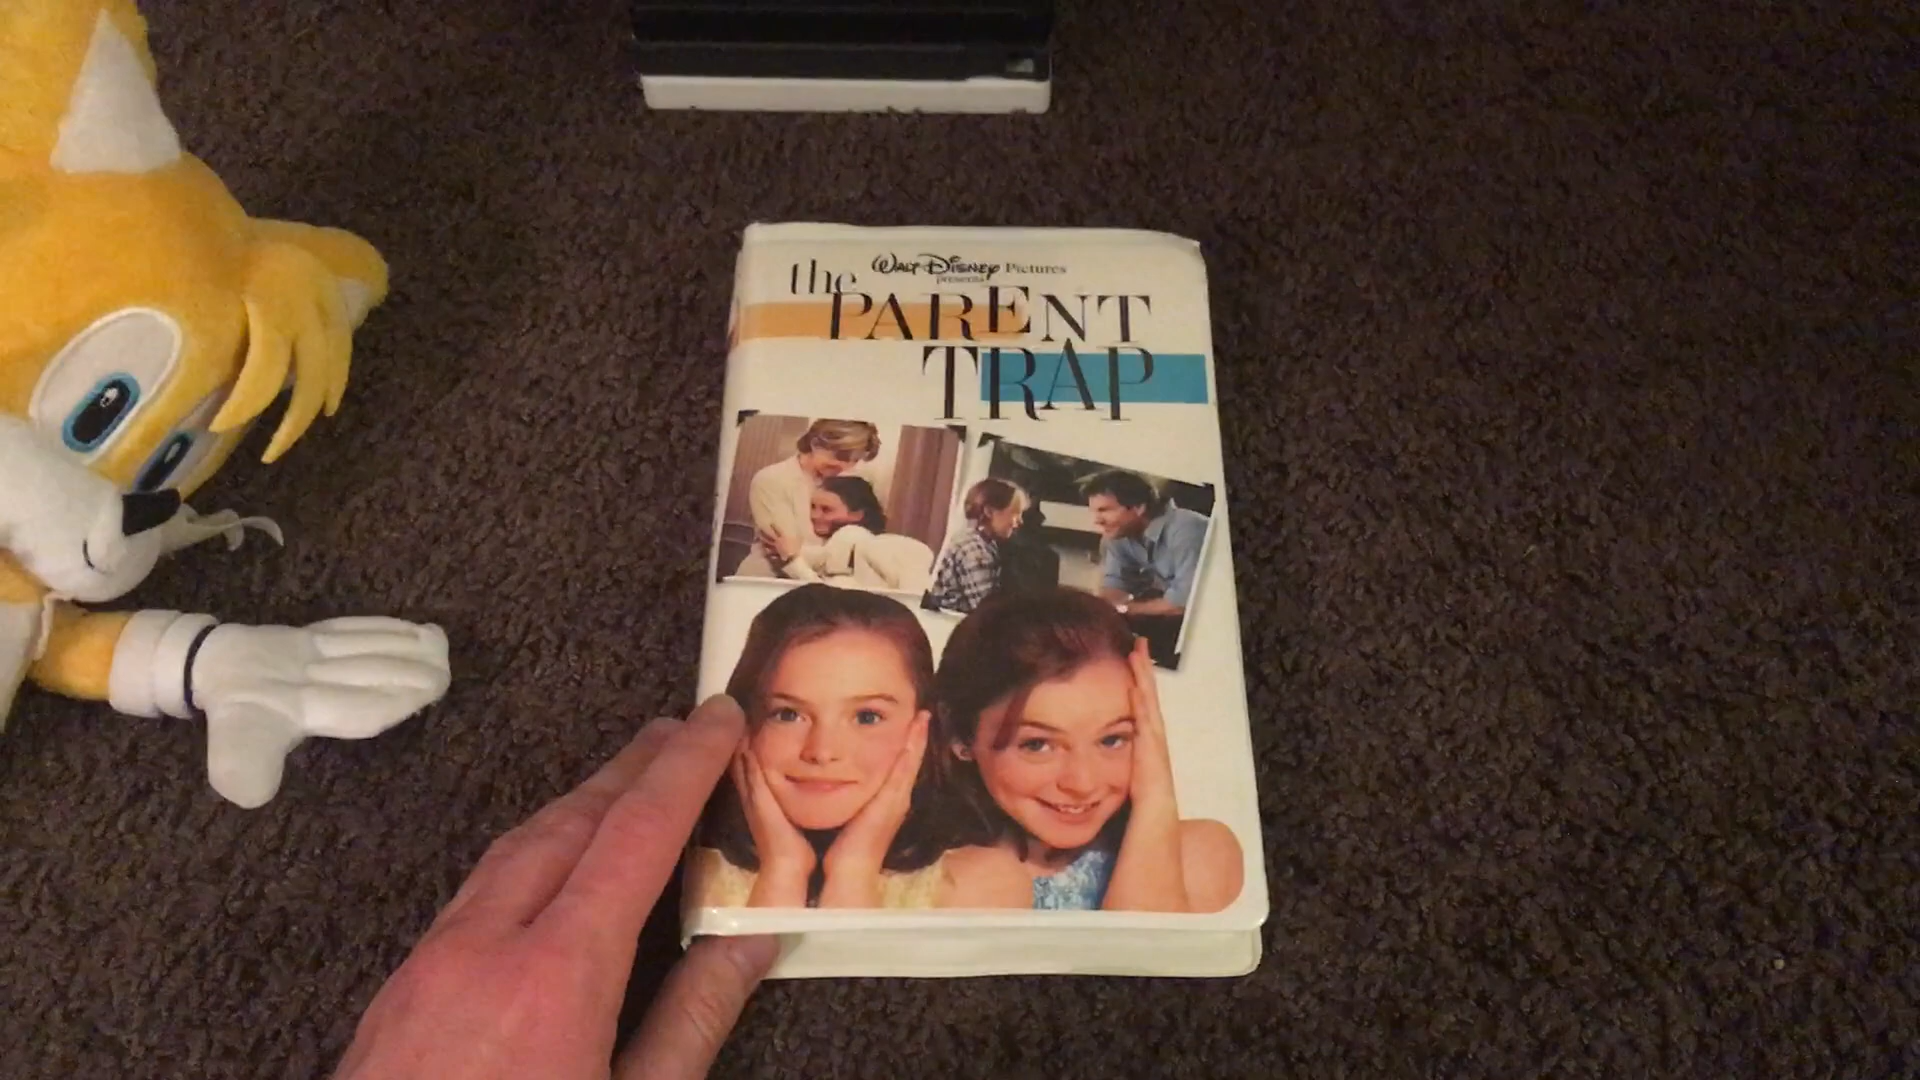 WALT DISNEY Pictures
presents
the
PARENT
TRAP